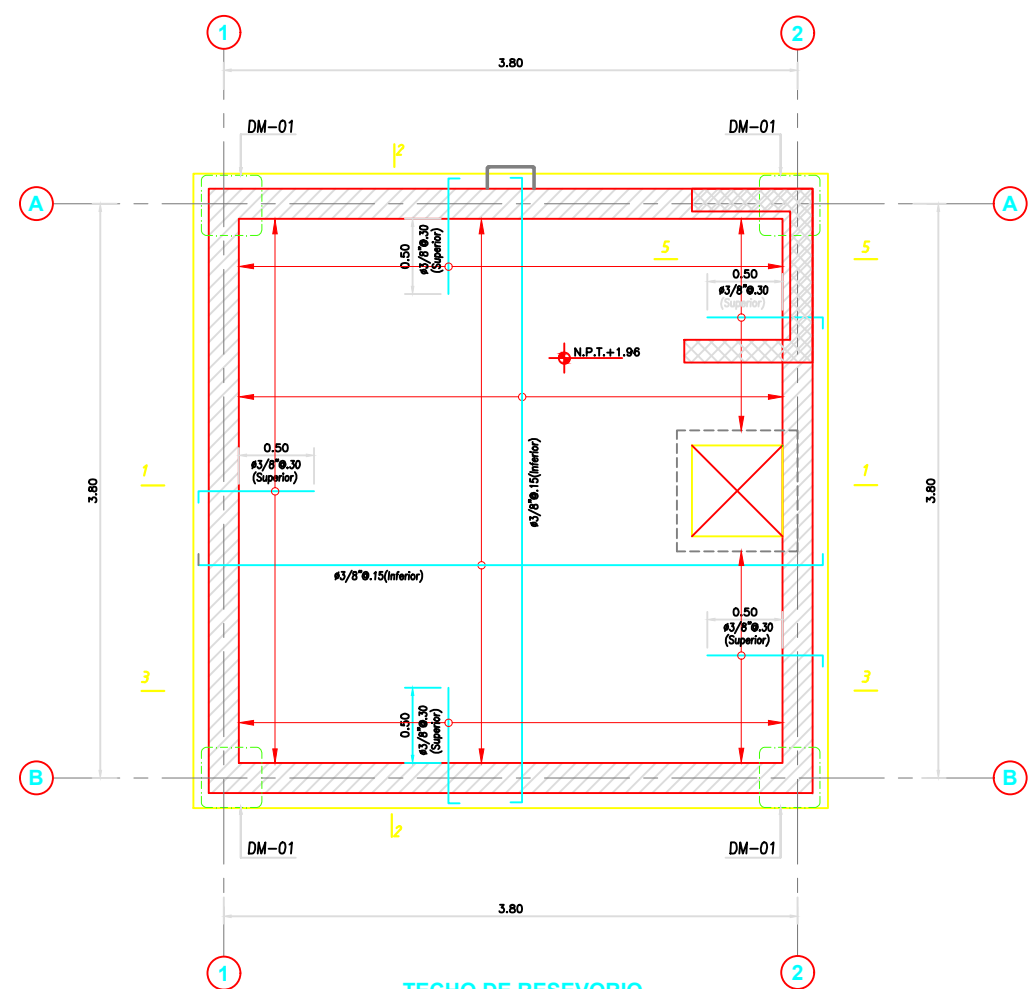 1
2
3.80
DM-01
DM-01
2
A
A
0.50
ø3/8"@.30
(Superior)
5
5
0.50
ø3/8"@.30
(Superior)
N.P.T.+1.96
0.50
ø3/8"@.30
(Superior)
1
1
3.80
3.80
ø3/8"@.15(Inferior)
ø3/8"@.15(Inferior)
0.50
ø3/8"@.30
(Superior)
3
3
0.50
ø3/8"@.30
(Superior)
B
B
2
DM-01
DM-01
3.80
1
2
TECHO DE RESEVORIO